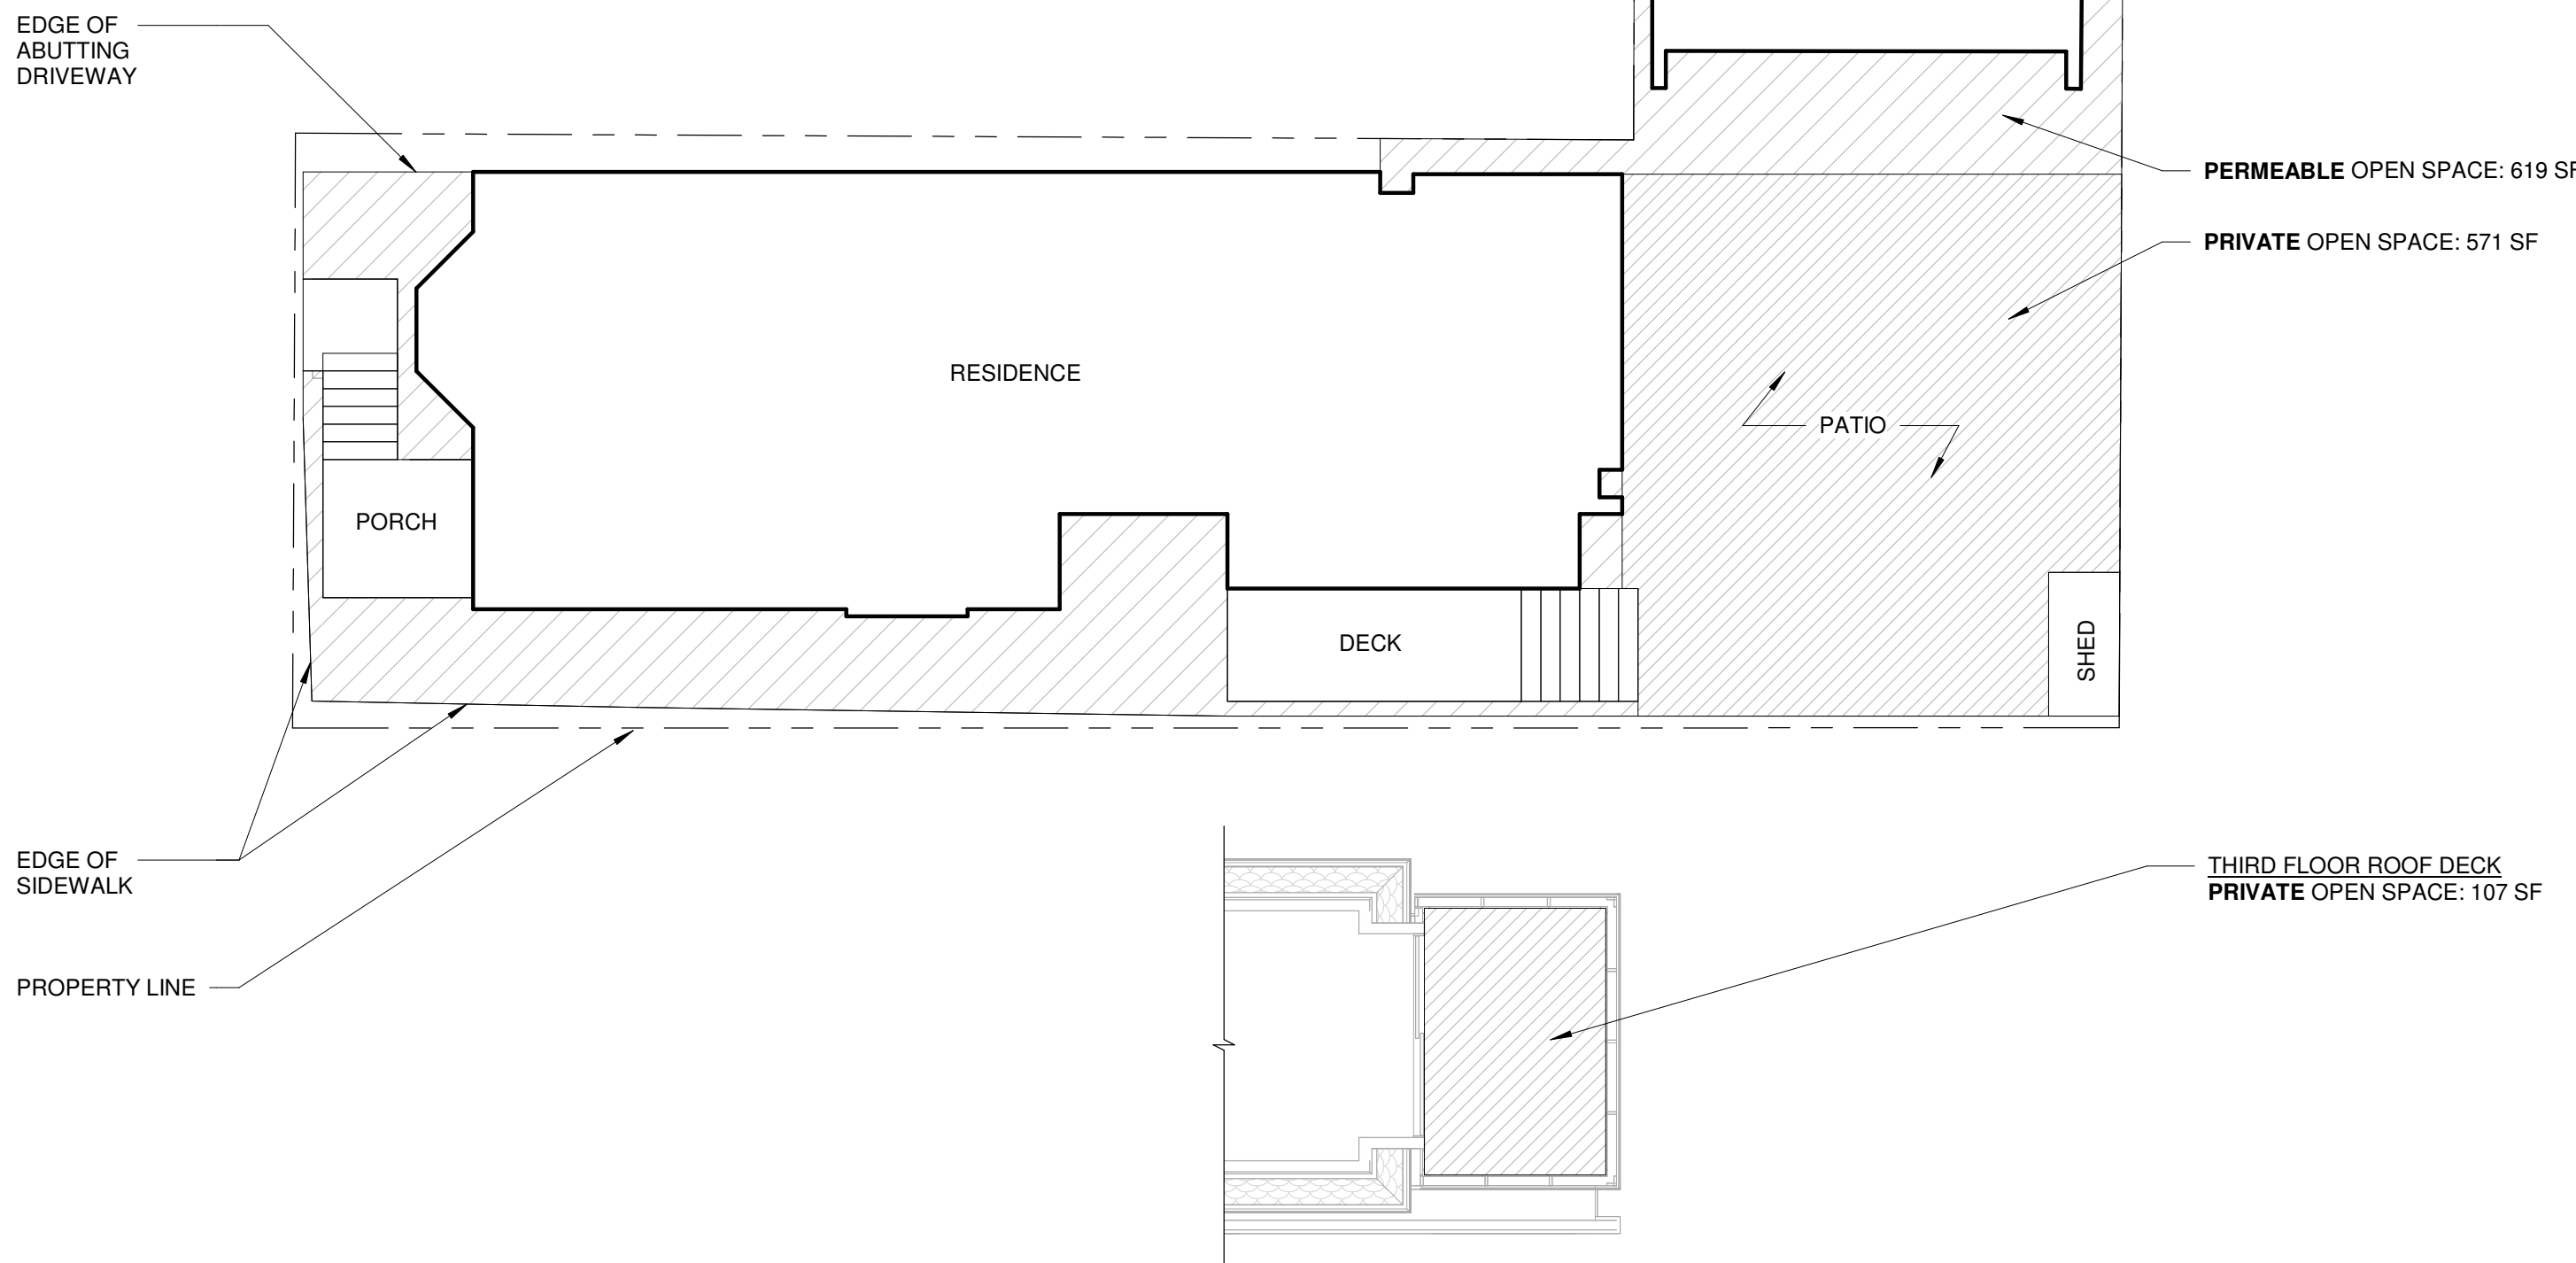 EDGE OF
ABUTTING
DRIVEWAY
PERMEABLE OPEN SPACE: 619 SF
PRIVATE OPEN SPACE: 571 SF
RESIDENCE
PATIO
PORCH
DECK
SHED
EDGE OF
SIDEWALK
THIRD FLOOR ROOF DECK
PRIVATE OPEN SPACE: 107 SF
PROPERTY LINE